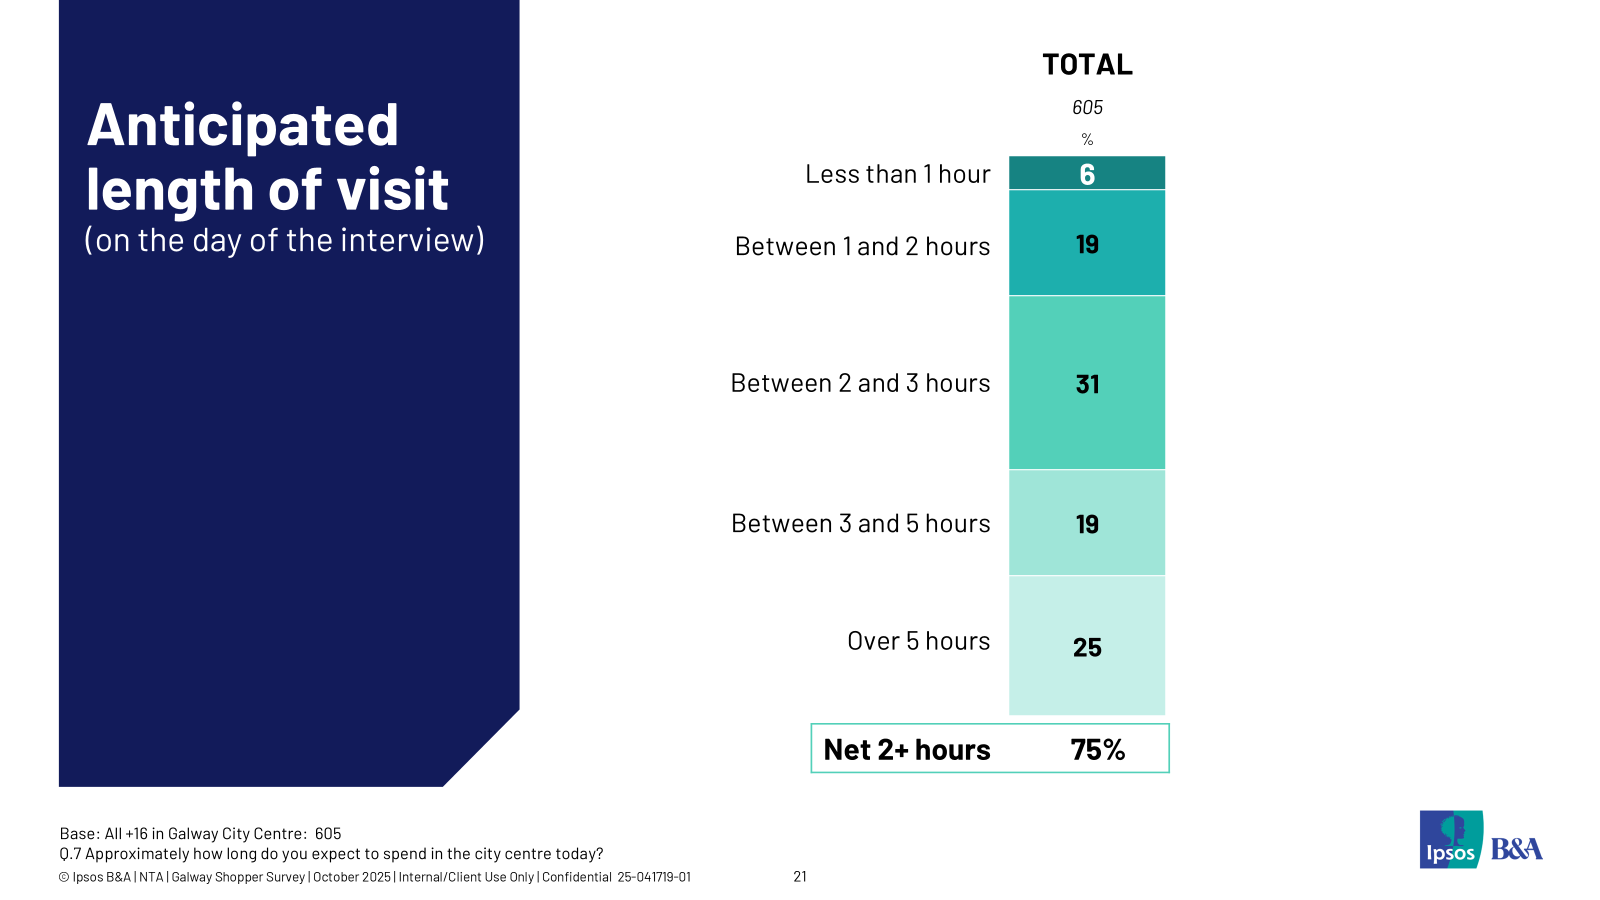 Anticipated
length of visit
(on the day of the interview)
TOTAL
605
%
Less than 1 hour 6
Between 1 and 2 hours 19
Between 2 and 3 hours 31
Between 3 and 5 hours 19
Over 5 hours 25
Net 2+ hours 75%
Base: All +16 in Galway City Centre: 605
Q.7 Approximately how long do you expect to spend in the city centre today?
© Ipsos B&A | NTA | Galway Shopper Survey | October 2025 | Internal/Client Use Only | Confidential 25-041719-01
21
Ipsos B&A